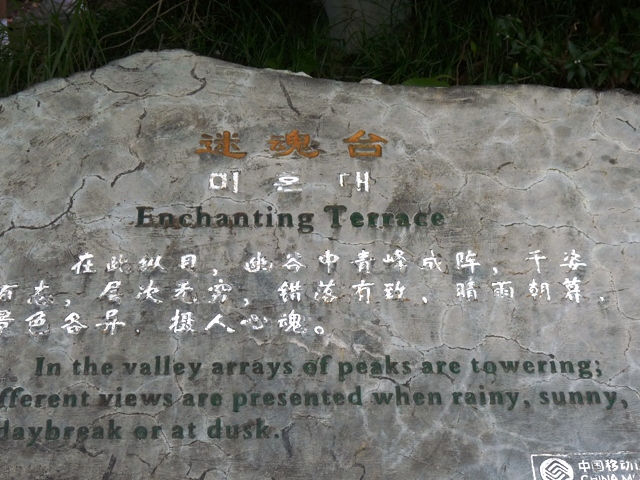 迷魂台
미혼대
Enchanting Terrace
在此纵目，幽谷中青峰成阵，千姿
百态，层次无穷，错落有致、晴雨朝暮，
景色各异，摄人心魂。
In the valley arrays of peaks are towering;
fferent views are presented when rainy, sunny,
daybreak or at dusk.
中国移动
CHINA M